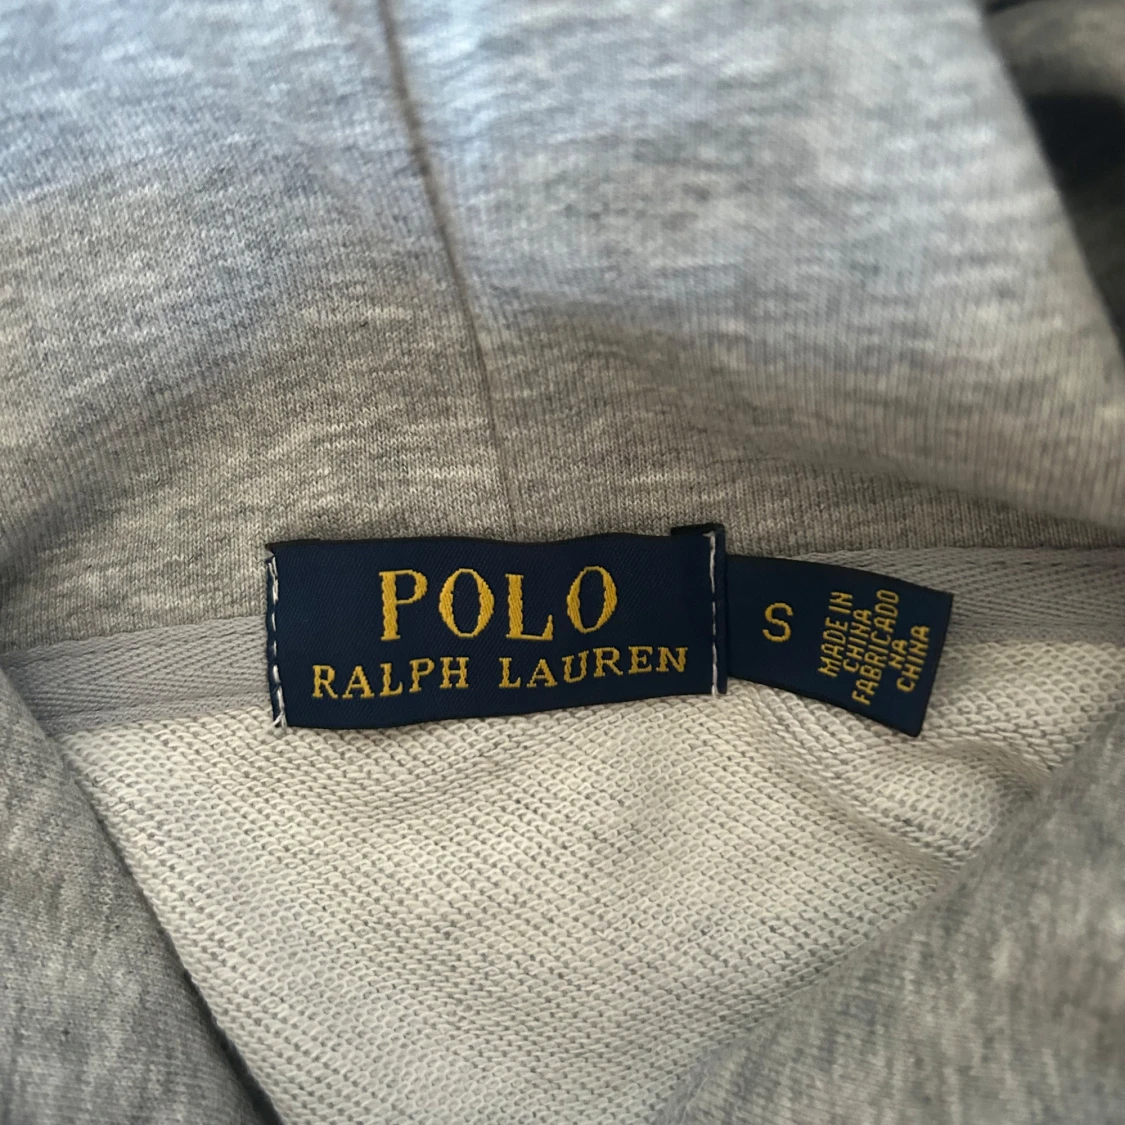 POLO
RALPH LAUREN
S
MADE IN
CHINA
FABRICADO
NA
CHINA